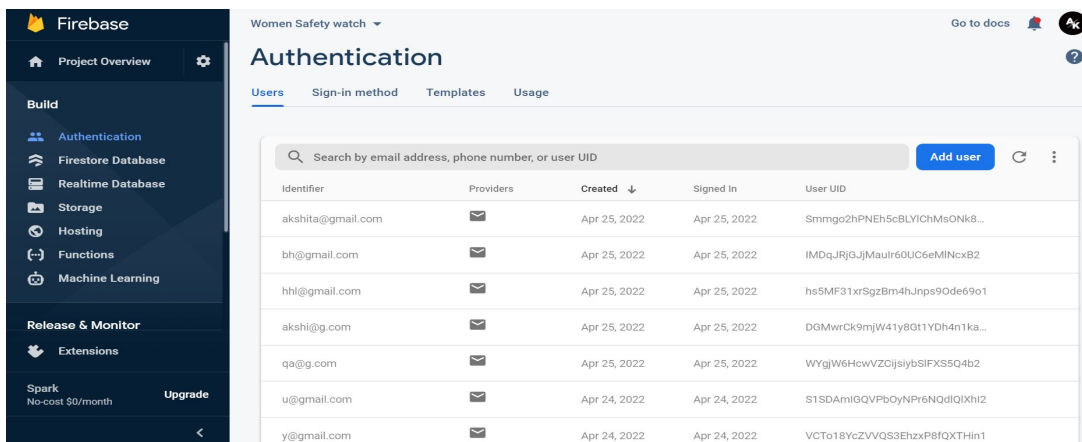 Firebase
Women Safety watch
Go to docs
Project Overview
Authentication
Users Sign-in method Templates Usage
Build
Authentication
Firestore Database
Realtime Database
Storage
Hosting
Functions
Machine Learning
Release & Monitor
Extensions
Spark
No-cost $0/month
Upgrade
Search by email address, phone number, or user UID
Add user
Identifier Providers Created Signed In User UID
akshita@gmail.com Apr 25, 2022 Apr 25, 2022 Smmgo2hPNEh5cBLYlChMsONk8...
bh@gmail.com Apr 25, 2022 Apr 25, 2022 IMDqJRjGJjMaulr60UC6eMlNcxB2
hhl@gmail.com Apr 25, 2022 Apr 25, 2022 hs5MF31xrSgzBm4hJnps9Ode69o1
akshi@g.com Apr 25, 2022 Apr 25, 2022 DGMwrCk9mjW41y8Gt1YDh4n1ka...
qa@g.com Apr 25, 2022 Apr 25, 2022 WYgjW6HcwVZCijsiybSlFXS5Q4b2
u@gmail.com Apr 24, 2022 Apr 24, 2022 S1SDAmIGQVPbOyNPr6NQdlQlXhI2
y@gmail.com Apr 24, 2022 Apr 24, 2022 VCTo18YcZVVQS3EhzxP8fQXTHin1